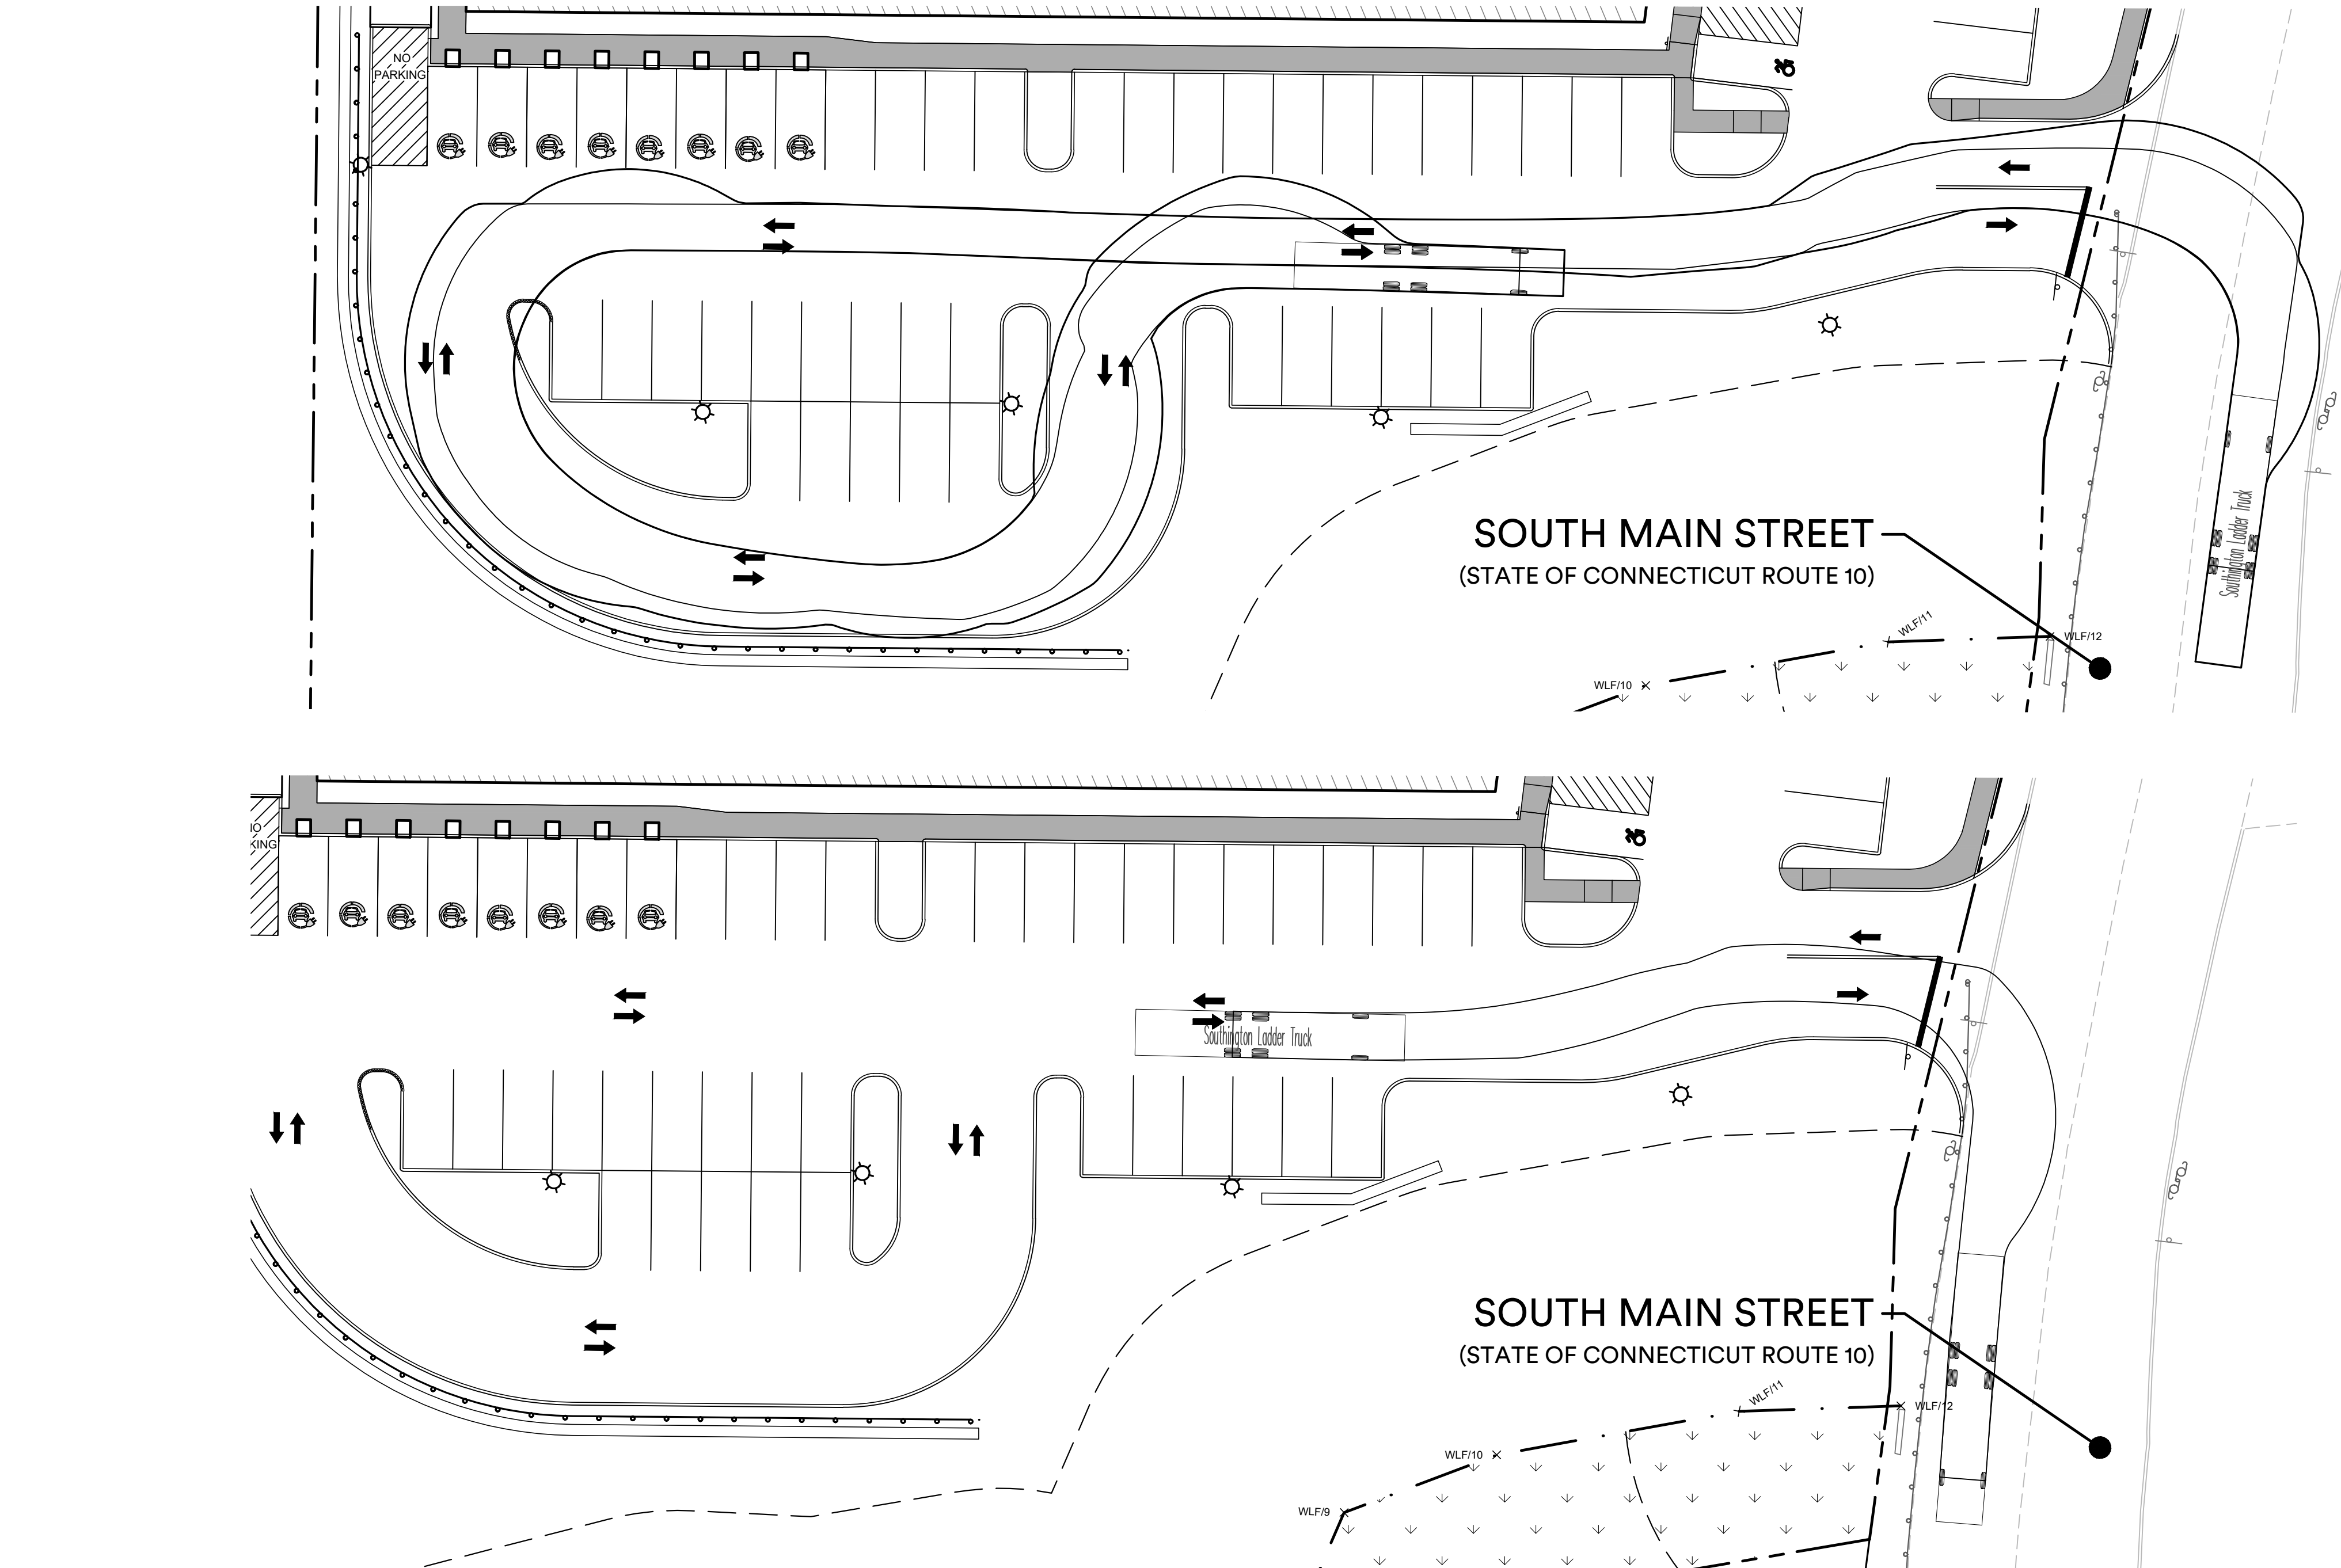 NO
PARKING
SOUTH MAIN STREET
(STATE OF CONNECTICUT ROUTE 10)
Southington Ladder Truck
WLF/11
WLF/12
WLF/10
IO
KING
Southington Ladder Truck
SOUTH MAIN STREET
(STATE OF CONNECTICUT ROUTE 10)
WLF/11
WLF/12
WLF/10
WLF/9